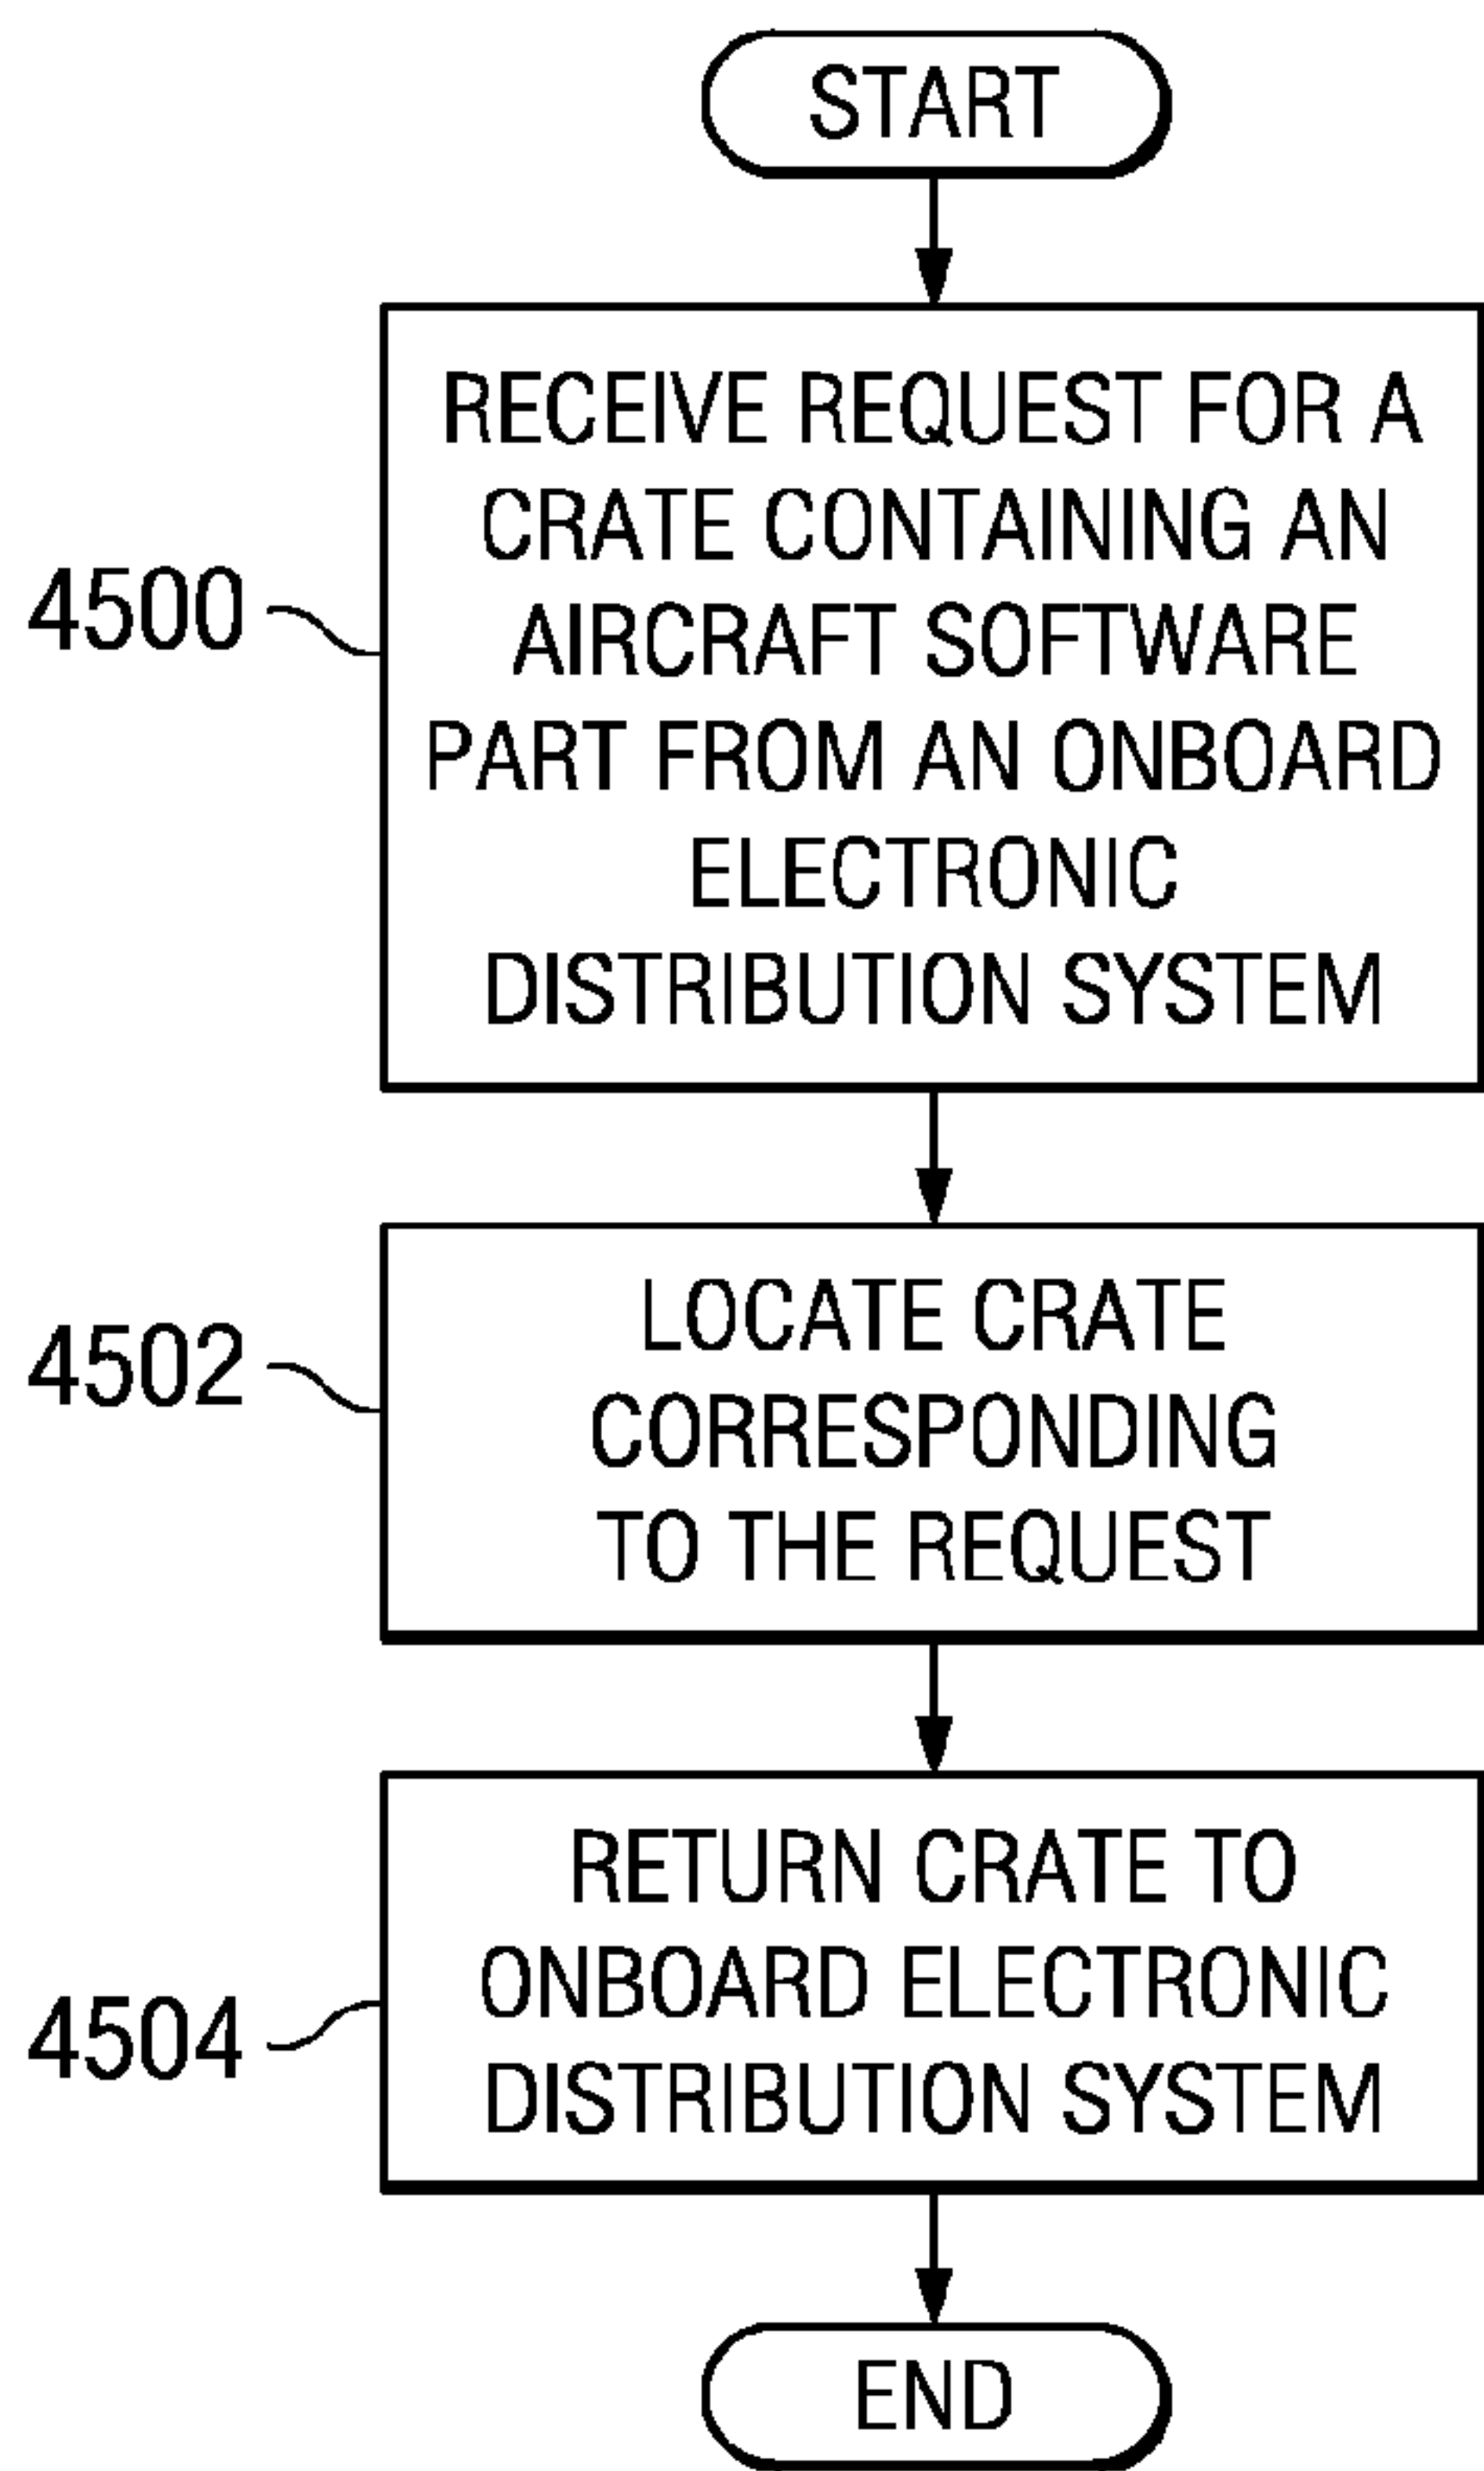 START
RECEIVE REQUEST FOR A
CRATE CONTAINING AN
AIRCRAFT SOFTWARE
PART FROM AN ONBOARD
ELECTRONIC
DISTRIBUTION SYSTEM
4500
LOCATE CRATE
CORRESPONDING
TO THE REQUEST
4502
RETURN CRATE TO
ONBOARD ELECTRONIC
DISTRIBUTION SYSTEM
4504
END